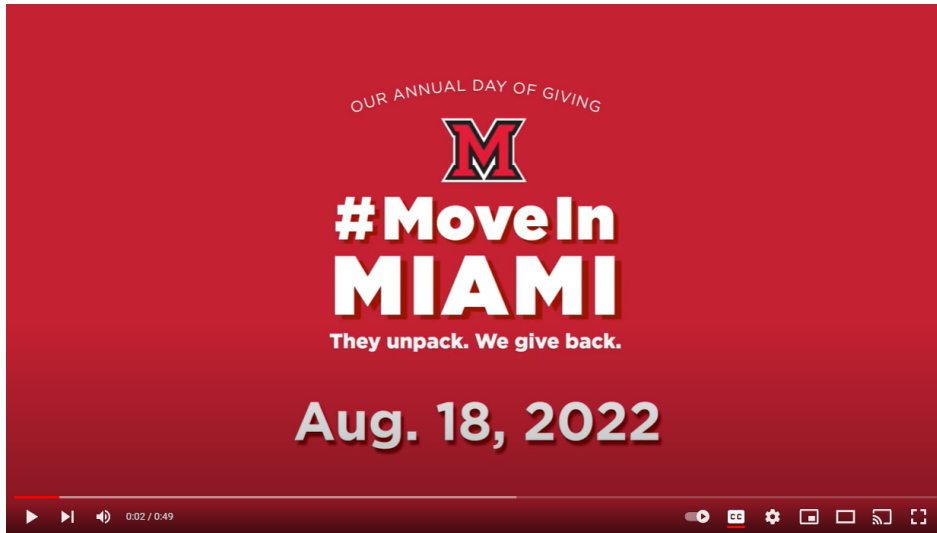 OUR ANNUAL DAY OF GIVING
M
#MoveIn
MIAMI
They unpack. We give back.
Aug. 18, 2022
0:02 / 0:49
CC